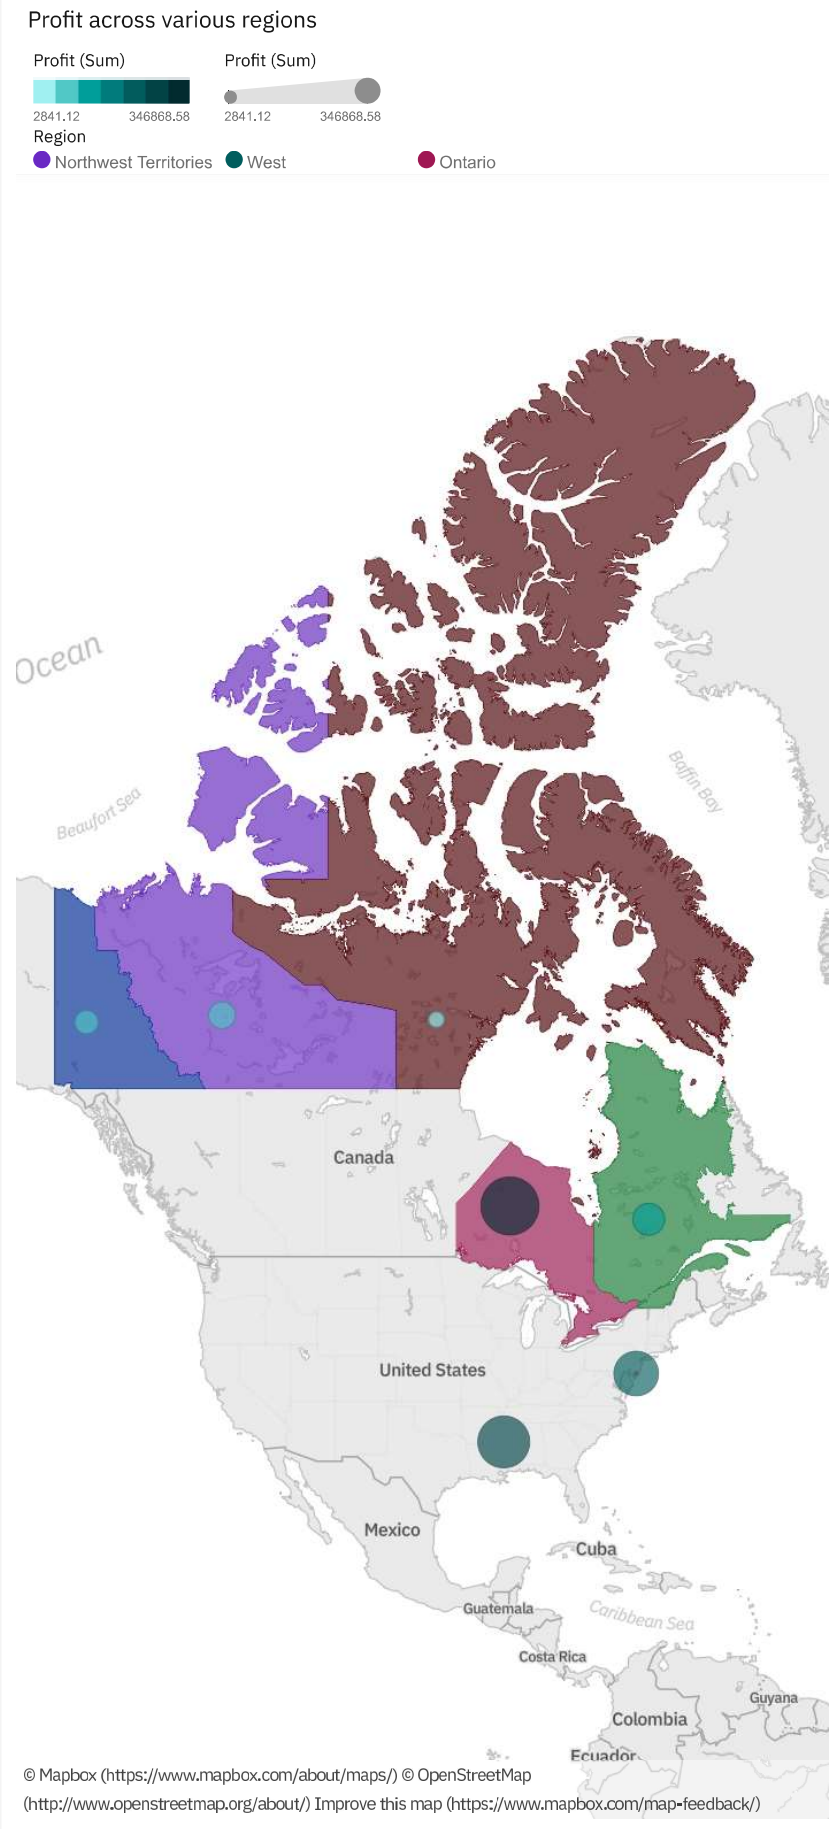 Profit across various regions
Profit (Sum) Profit (Sum)
2841.12 346868.58 2841.12 346868.58
Region
Northwest Territories West Ontario
Ocean
Baffin Bay
Beaufort Sea
Canada
United States
Mexico
Cuba
Guatemala
Caribbean Sea
Costa Rica
Guyana
Colombia
Ecuador
© Mapbox (https://www.mapbox.com/about/maps/) © OpenStreetMap
(http://www.openstreetmap.org/about/) Improve this map (https://www.mapbox.com/map-feedback/)